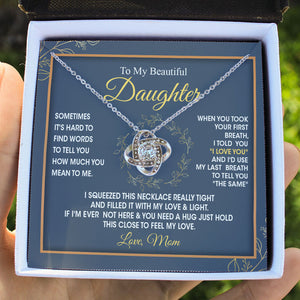 To My Beautiful
Daughter
SOMETIMES
IT'S HARD TO
FIND WORDS
TO TELL YOU
HOW MUCH YOU
MEAN TO ME.
WHEN YOU TOOK
YOUR FIRST
BREATH,
I TOLD YOU
"I LOVE YOU"
AND I'D USE
MY LAST BREATH
TO TELL YOU
"THE SAME"
I SQUEEZED THIS NECKLACE REALLY TIGHT
AND FILLED IT WITH MY LOVE & LIGHT.
IF I'M EVER NOT HERE & YOU NEED A HUG JUST HOLD
THIS CLOSE TO FEEL MY LOVE.
Love, Mom